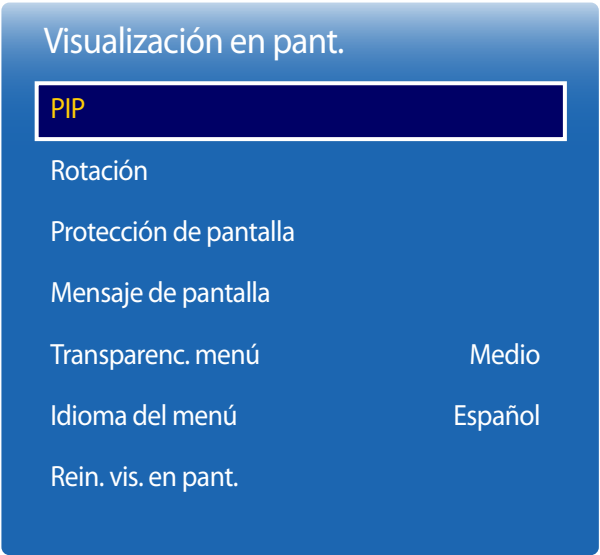 Visualización en pant.
PIP
Rotación
Protección de pantalla
Mensaje de pantalla
Transparenc. menú Medio
Idioma del menú Español
Rein. vis. en pant.